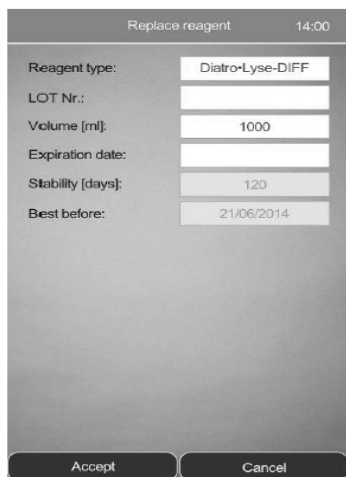 Replace reagent 14:00
Reagent type: Diatro•Lyse-DIFF
LOT Nr.:
Volume [ml]: 1000
Expiration date:
Stability [days]: 120
Best before: 21/06/2014
Accept Cancel